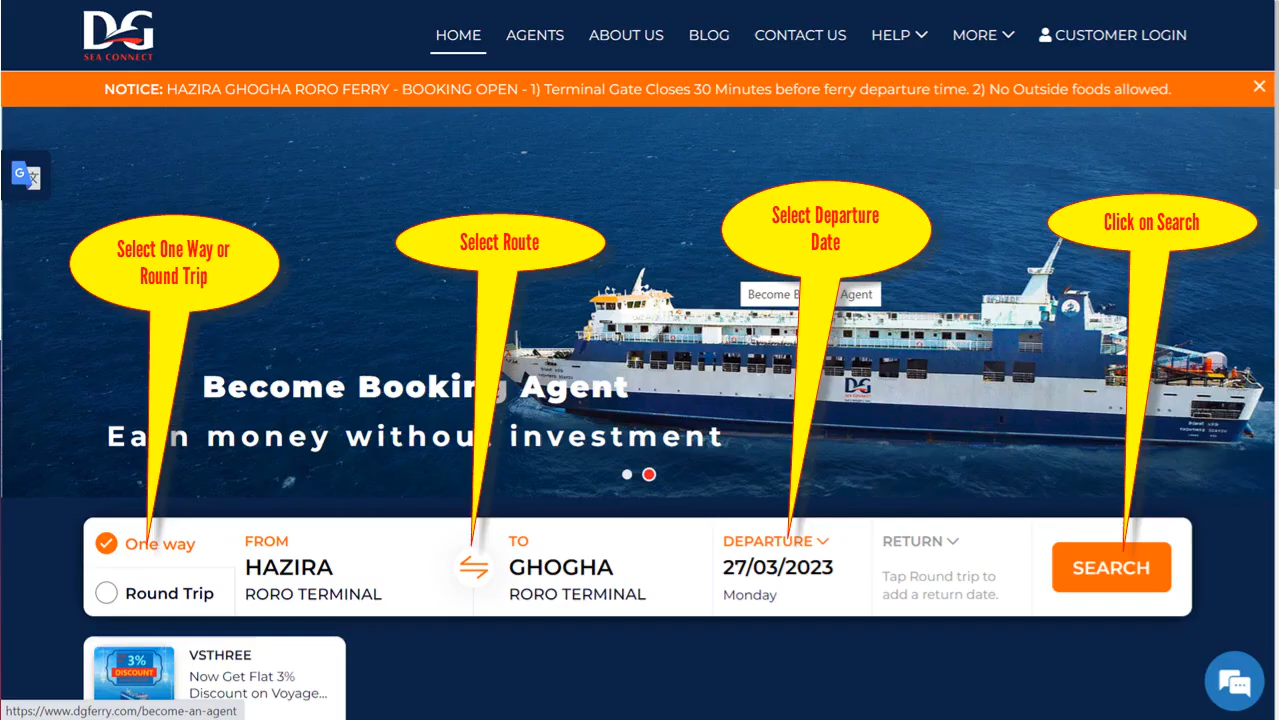 DG
SEA CONNECT
HOME
AGENTS
ABOUT US
BLOG
CONTACT US
HELP
MORE
CUSTOMER LOGIN
NOTICE: HAZIRA GHOGHA RORO FERRY - BOOKING OPEN - 1) Terminal Gate Closes 30 Minutes before ferry departure time. 2) No Outside foods allowed.
G
Select One Way or
Round Trip
Select Route
Select Departure
Date
Click on Search
Become B
Agent
DG
Become Booking Agent
Earn money without investment
One way
Round Trip
FROM
HAZIRA
RORO TERMINAL
TO
GHOGHA
RORO TERMINAL
DEPARTURE
27/03/2023
Monday
RETURN
Tap Round trip to
add a return date.
SEARCH
3%
DISCOUNT
VSTHREE
Now Get Flat 3%
Discount on Voyage...
https://www.dgferry.com/become-an-agent